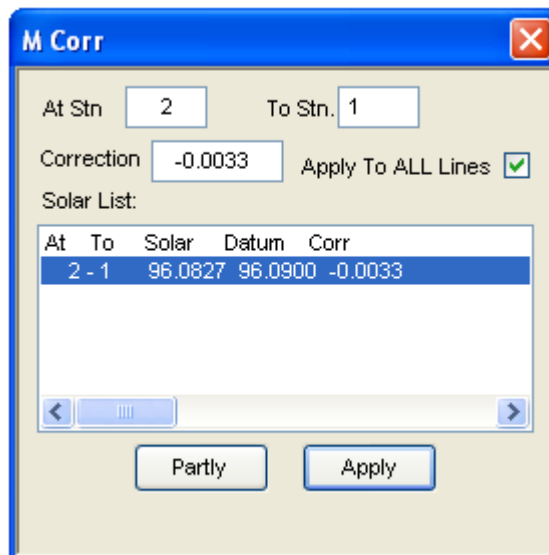 M Corr
At Stn 2 To Stn. 1
Correction -0.0033 Apply To ALL Lines
Solar List:
At To Solar Datum Corr
2 - 1 96.0827 96.0900 -0.0033
Partly Apply